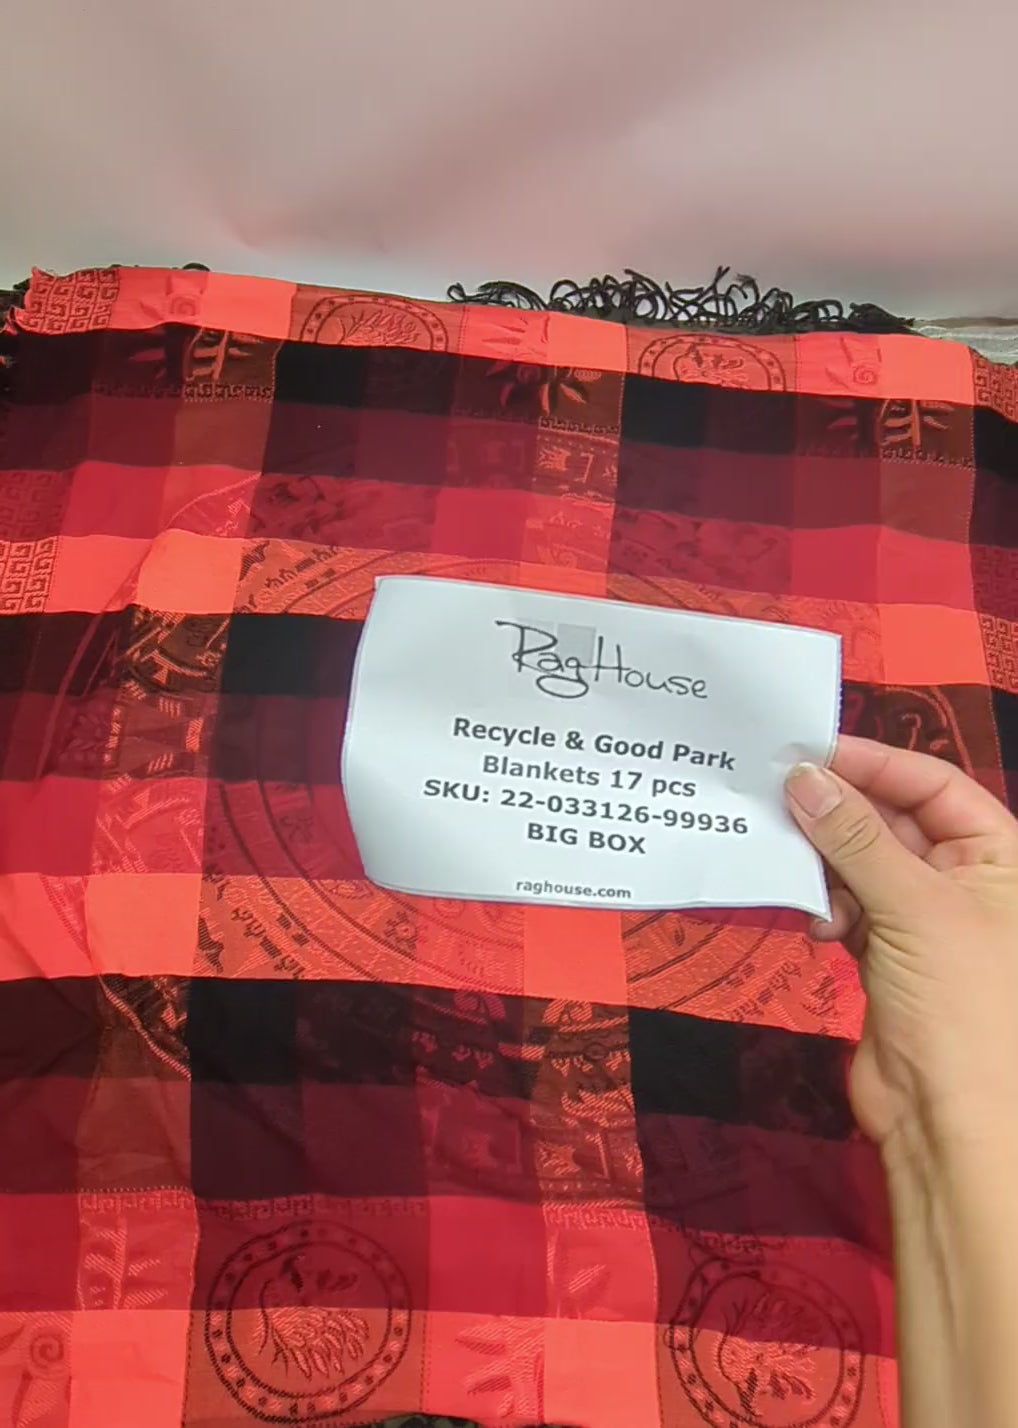 RagHouse
Recycle & Good Park
Blankets 17 pcs
SKU: 22-033126-99936
BIG BOX
raghouse.com